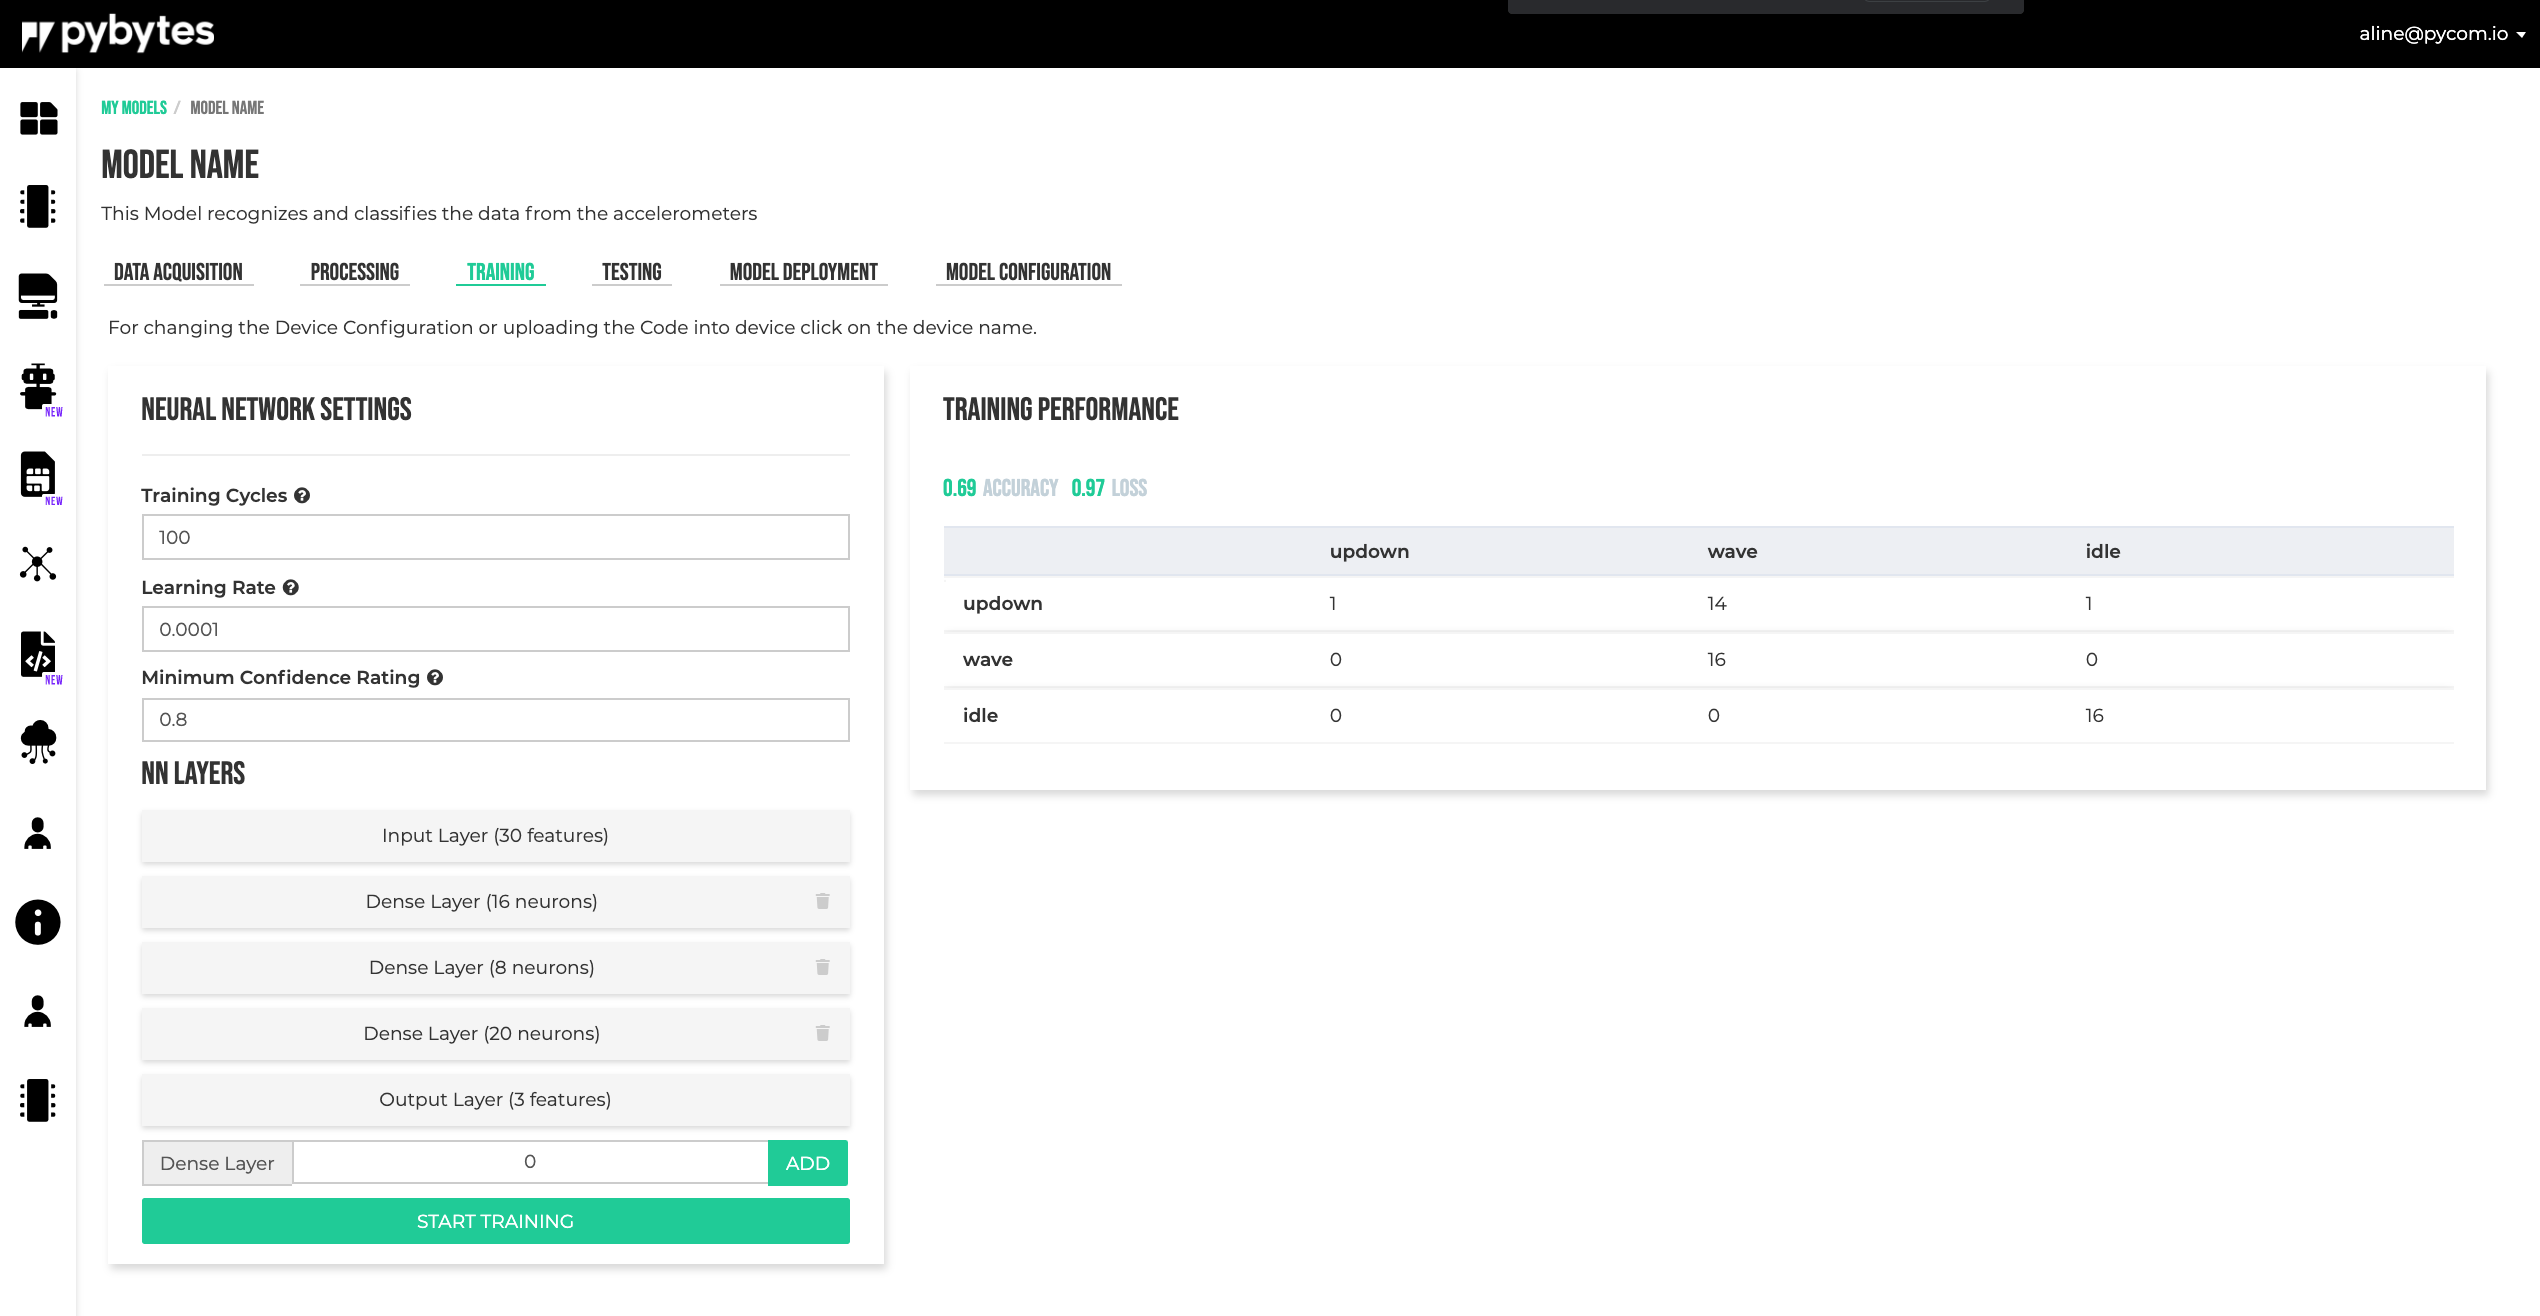 pybytes
aline@pycom.io
MY MODELS / MODEL NAME
MODEL NAME
This Model recognizes and classifies the data from the accelerometers
DATA ACQUISITION PROCESSING TRAINING TESTING MODEL DEPLOYMENT MODEL CONFIGURATION
For changing the Device Configuration or uploading the Code into device click on the device name.
NEURAL NETWORK SETTINGS
Training Cycles
100
Learning Rate
0.0001
Minimum Confidence Rating
0.8
NN LAYERS
Input Layer (30 features)
Dense Layer (16 neurons)
Dense Layer (8 neurons)
Dense Layer (20 neurons)
Output Layer (3 features)
Dense Layer 0 ADD
START TRAINING
TRAINING PERFORMANCE
0.69 ACCURACY 0.97 LOSS
updown wave idle
updown 1 14 1
wave 0 16 0
idle 0 0 16
NEW
NEW
NEW